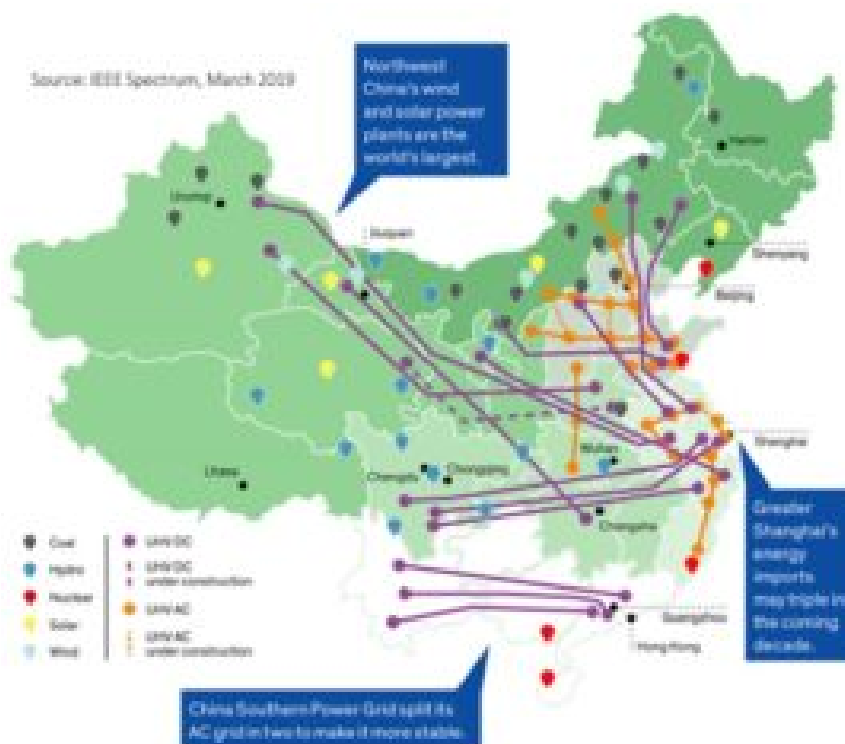 Source: IEEE Spectrum, March 2019
Northwest
China's wind
and solar power
plants are the
world's largest.
Harbin
Urumqi
Jiuquan
Shenyang
Beijing
Shanghai
Wuhan
Lhasa
Chengdu
Chongqing
Changsha
Greater
Shanghai's
energy
imports
may triple in
the coming
decade.
Coal
Hydro
Nuclear
Solar
Wind
UHV DC
UHV DC
under construction
UHV AC
UHV AC
under construction
Guangzhou
Hong Kong
China Southern Power Grid split its
AC grid in two to make it more stable.